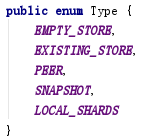 public enum Type {
EMPTY_STORE,
EXISTING_STORE,
PEER,
SNAPSHOT,
LOCAL_SHARDS
}